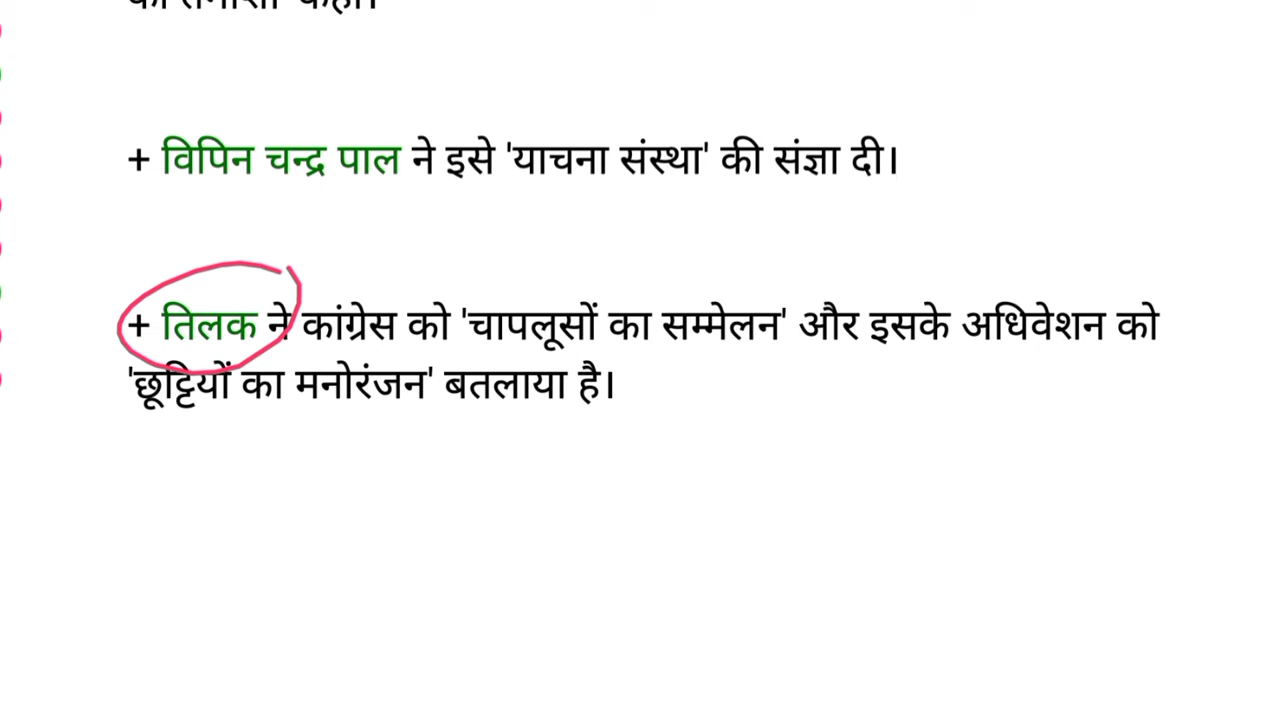 + विपिन चन्द्र पाल ने इसे 'याचना संस्था' की संज्ञा दी।
+ तिलक ने कांग्रेस को 'चापलूसों का सम्मेलन' और इसके अधिवेशन को
'छूट्टियों का मनोरंजन' बतलाया है।